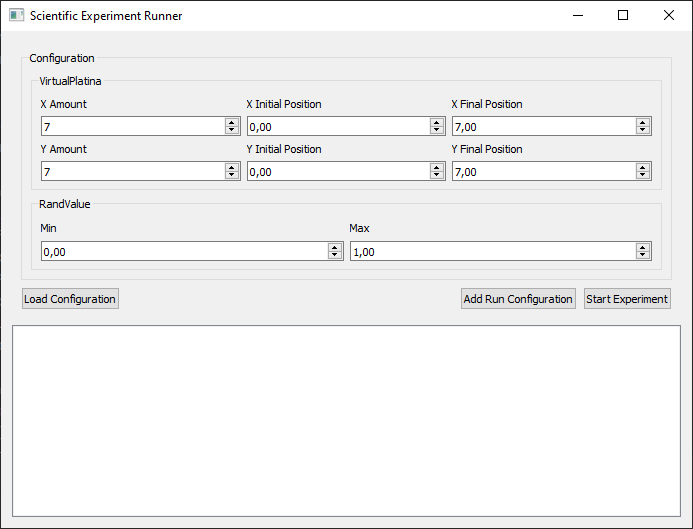 Scientific Experiment Runner
Configuration
VirtualPlatina
X Amount X Initial Position X Final Position
7 0,00 7,00
Y Amount Y Initial Position Y Final Position
7 0,00 7,00
RandValue
Min Max
0,00 1,00
Load Configuration Add Run Configuration Start Experiment